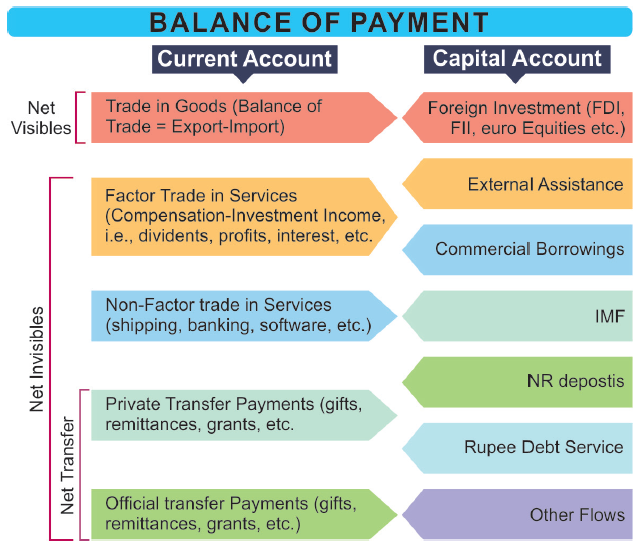 BALANCE OF PAYMENT
Current Account
Capital Account
Net
Visibles
Trade in Goods (Balance of
Trade = Export-Import)
Foreign Investment (FDI,
FII, euro Equities etc.)
Net Invisibles
Factor Trade in Services
(Compensation-Investment Income,
i.e., dividents, profits, interest, etc.
External Assistance
Commercial Borrowings
Non-Factor trade in Services
(shipping, banking, software, etc.)
IMF
NR depostis
Net Transfer
Private Transfer Payments (gifts,
remittances, grants, etc.
Rupee Debt Service
Official transfer Payments (gifts,
remittances, grants, etc.)
Other Flows